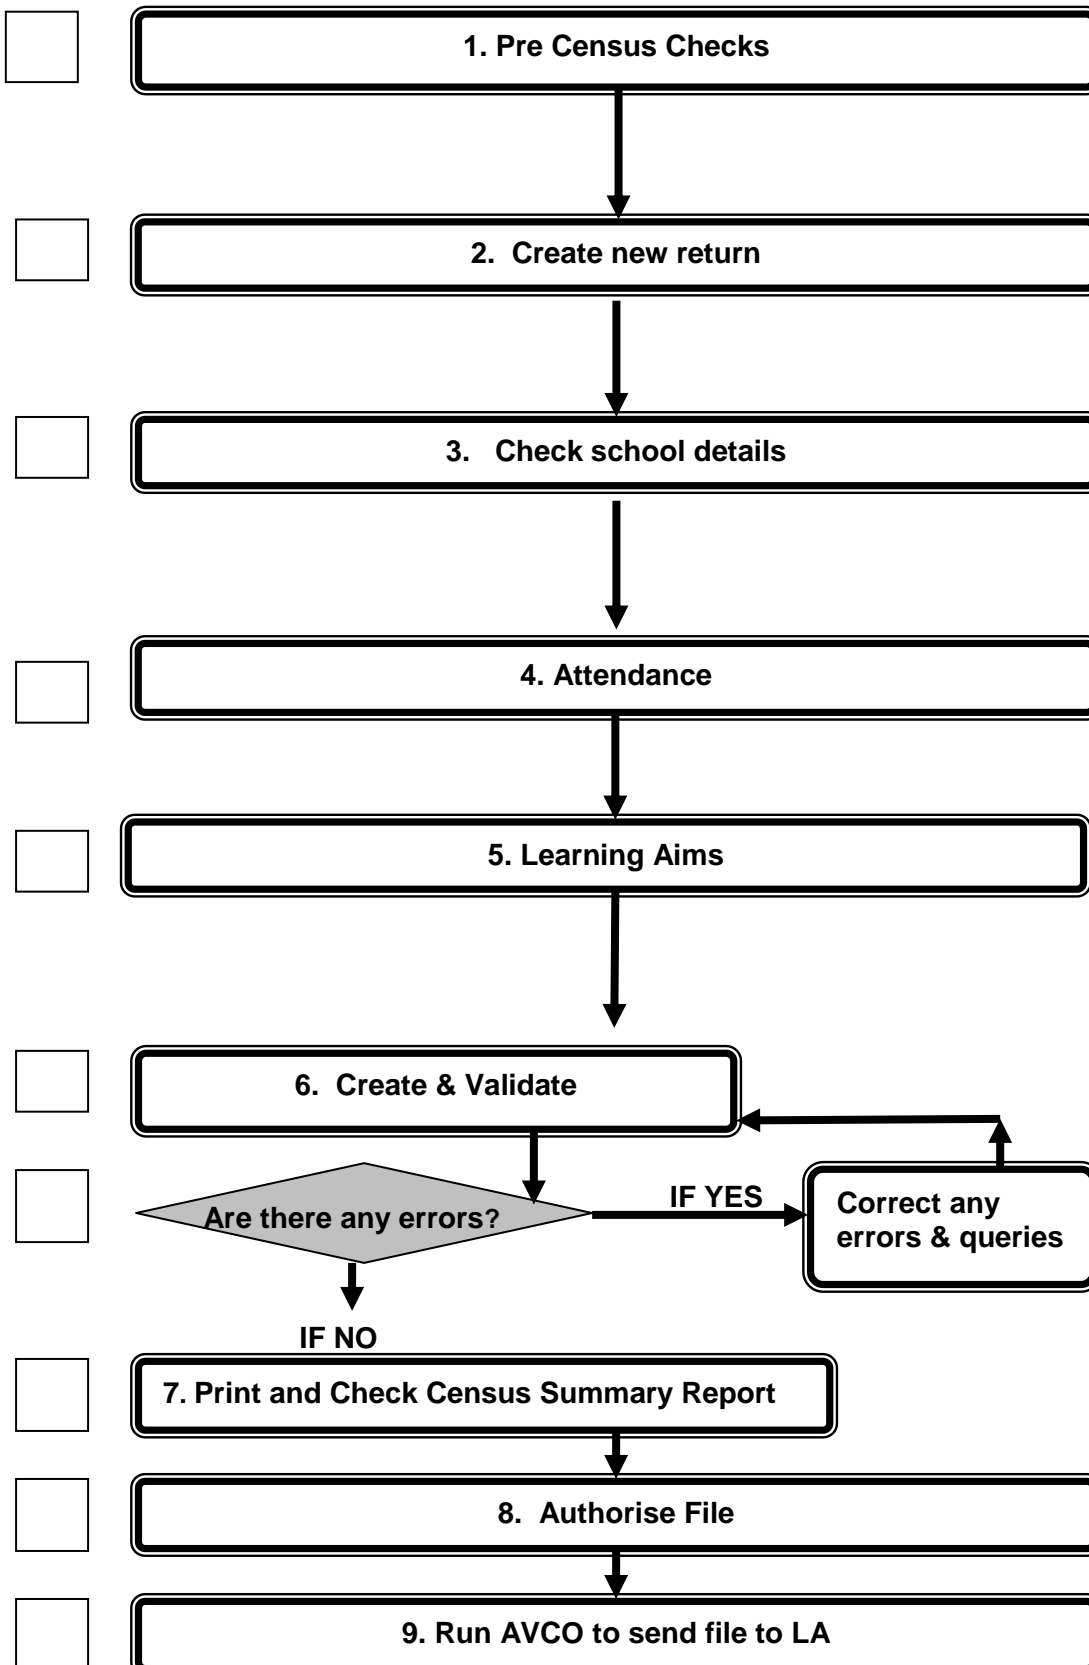 1. Pre Census Checks
2. Create new return
3. Check school details
4. Attendance
5. Learning Aims
6. Create & Validate
Are there any errors?
IF YES
Correct any
errors & queries
IF NO
7. Print and Check Census Summary Report
8. Authorise File
9. Run AVCO to send file to LA